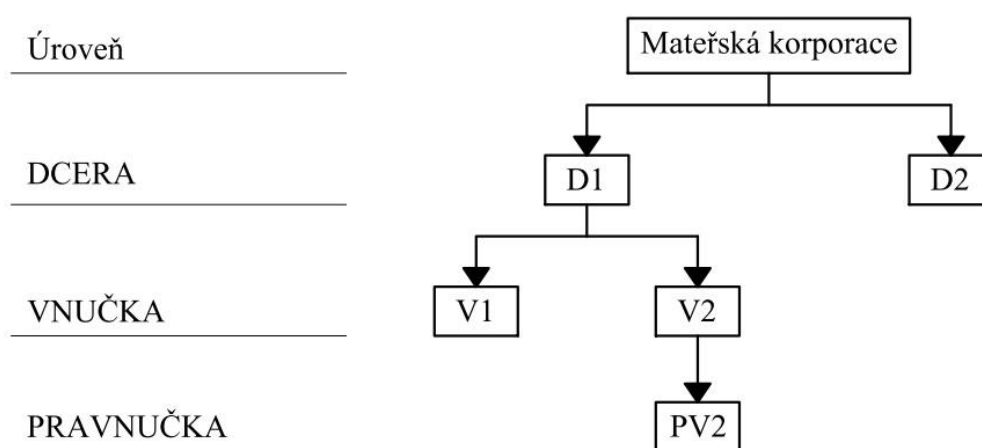 Úroveň
Mateřská korporace
DCERA
D1
D2
VNUČKA
V1
V2
PRAVNUČKA
PV2